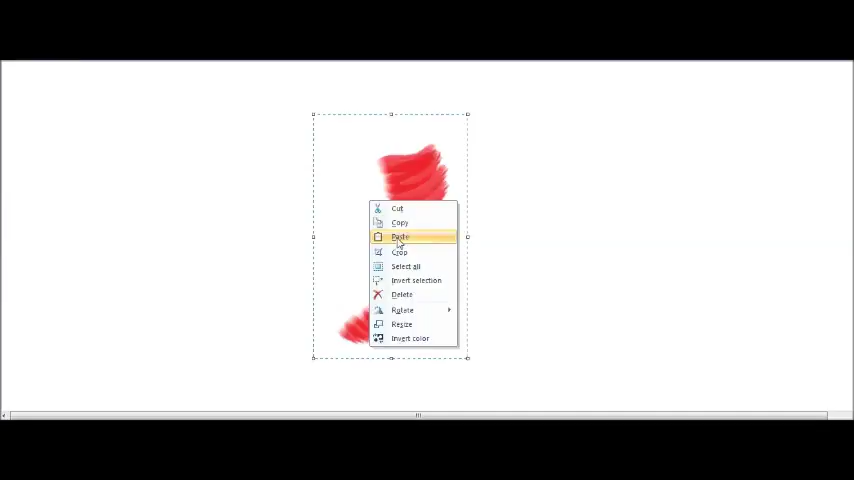 Cut
Copy
Paste
Crop
Select all
Invert selection
Delete
Rotate
Resize
Invert color